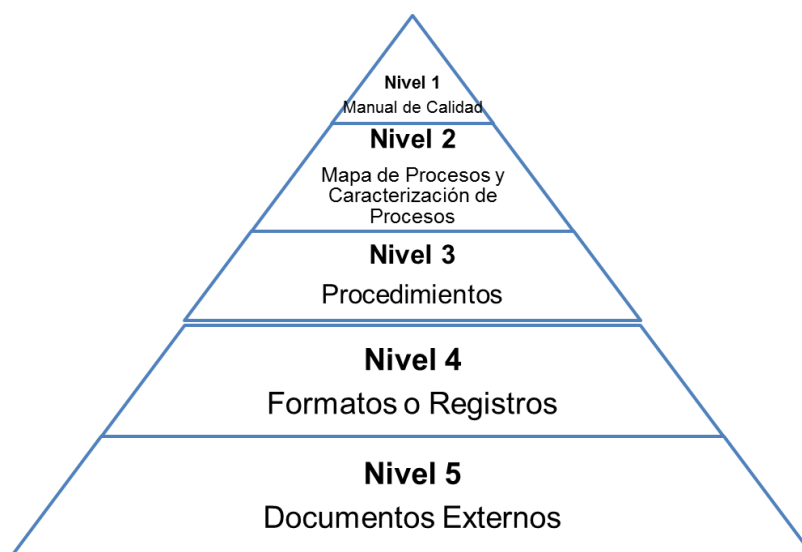 Nivel 1
Manual de Calidad
Nivel 2
Mapa de Procesos y
Caracterización de
Procesos
Nivel 3
Procedimientos
Nivel 4
Formatos o Registros
Nivel 5
Documentos Externos